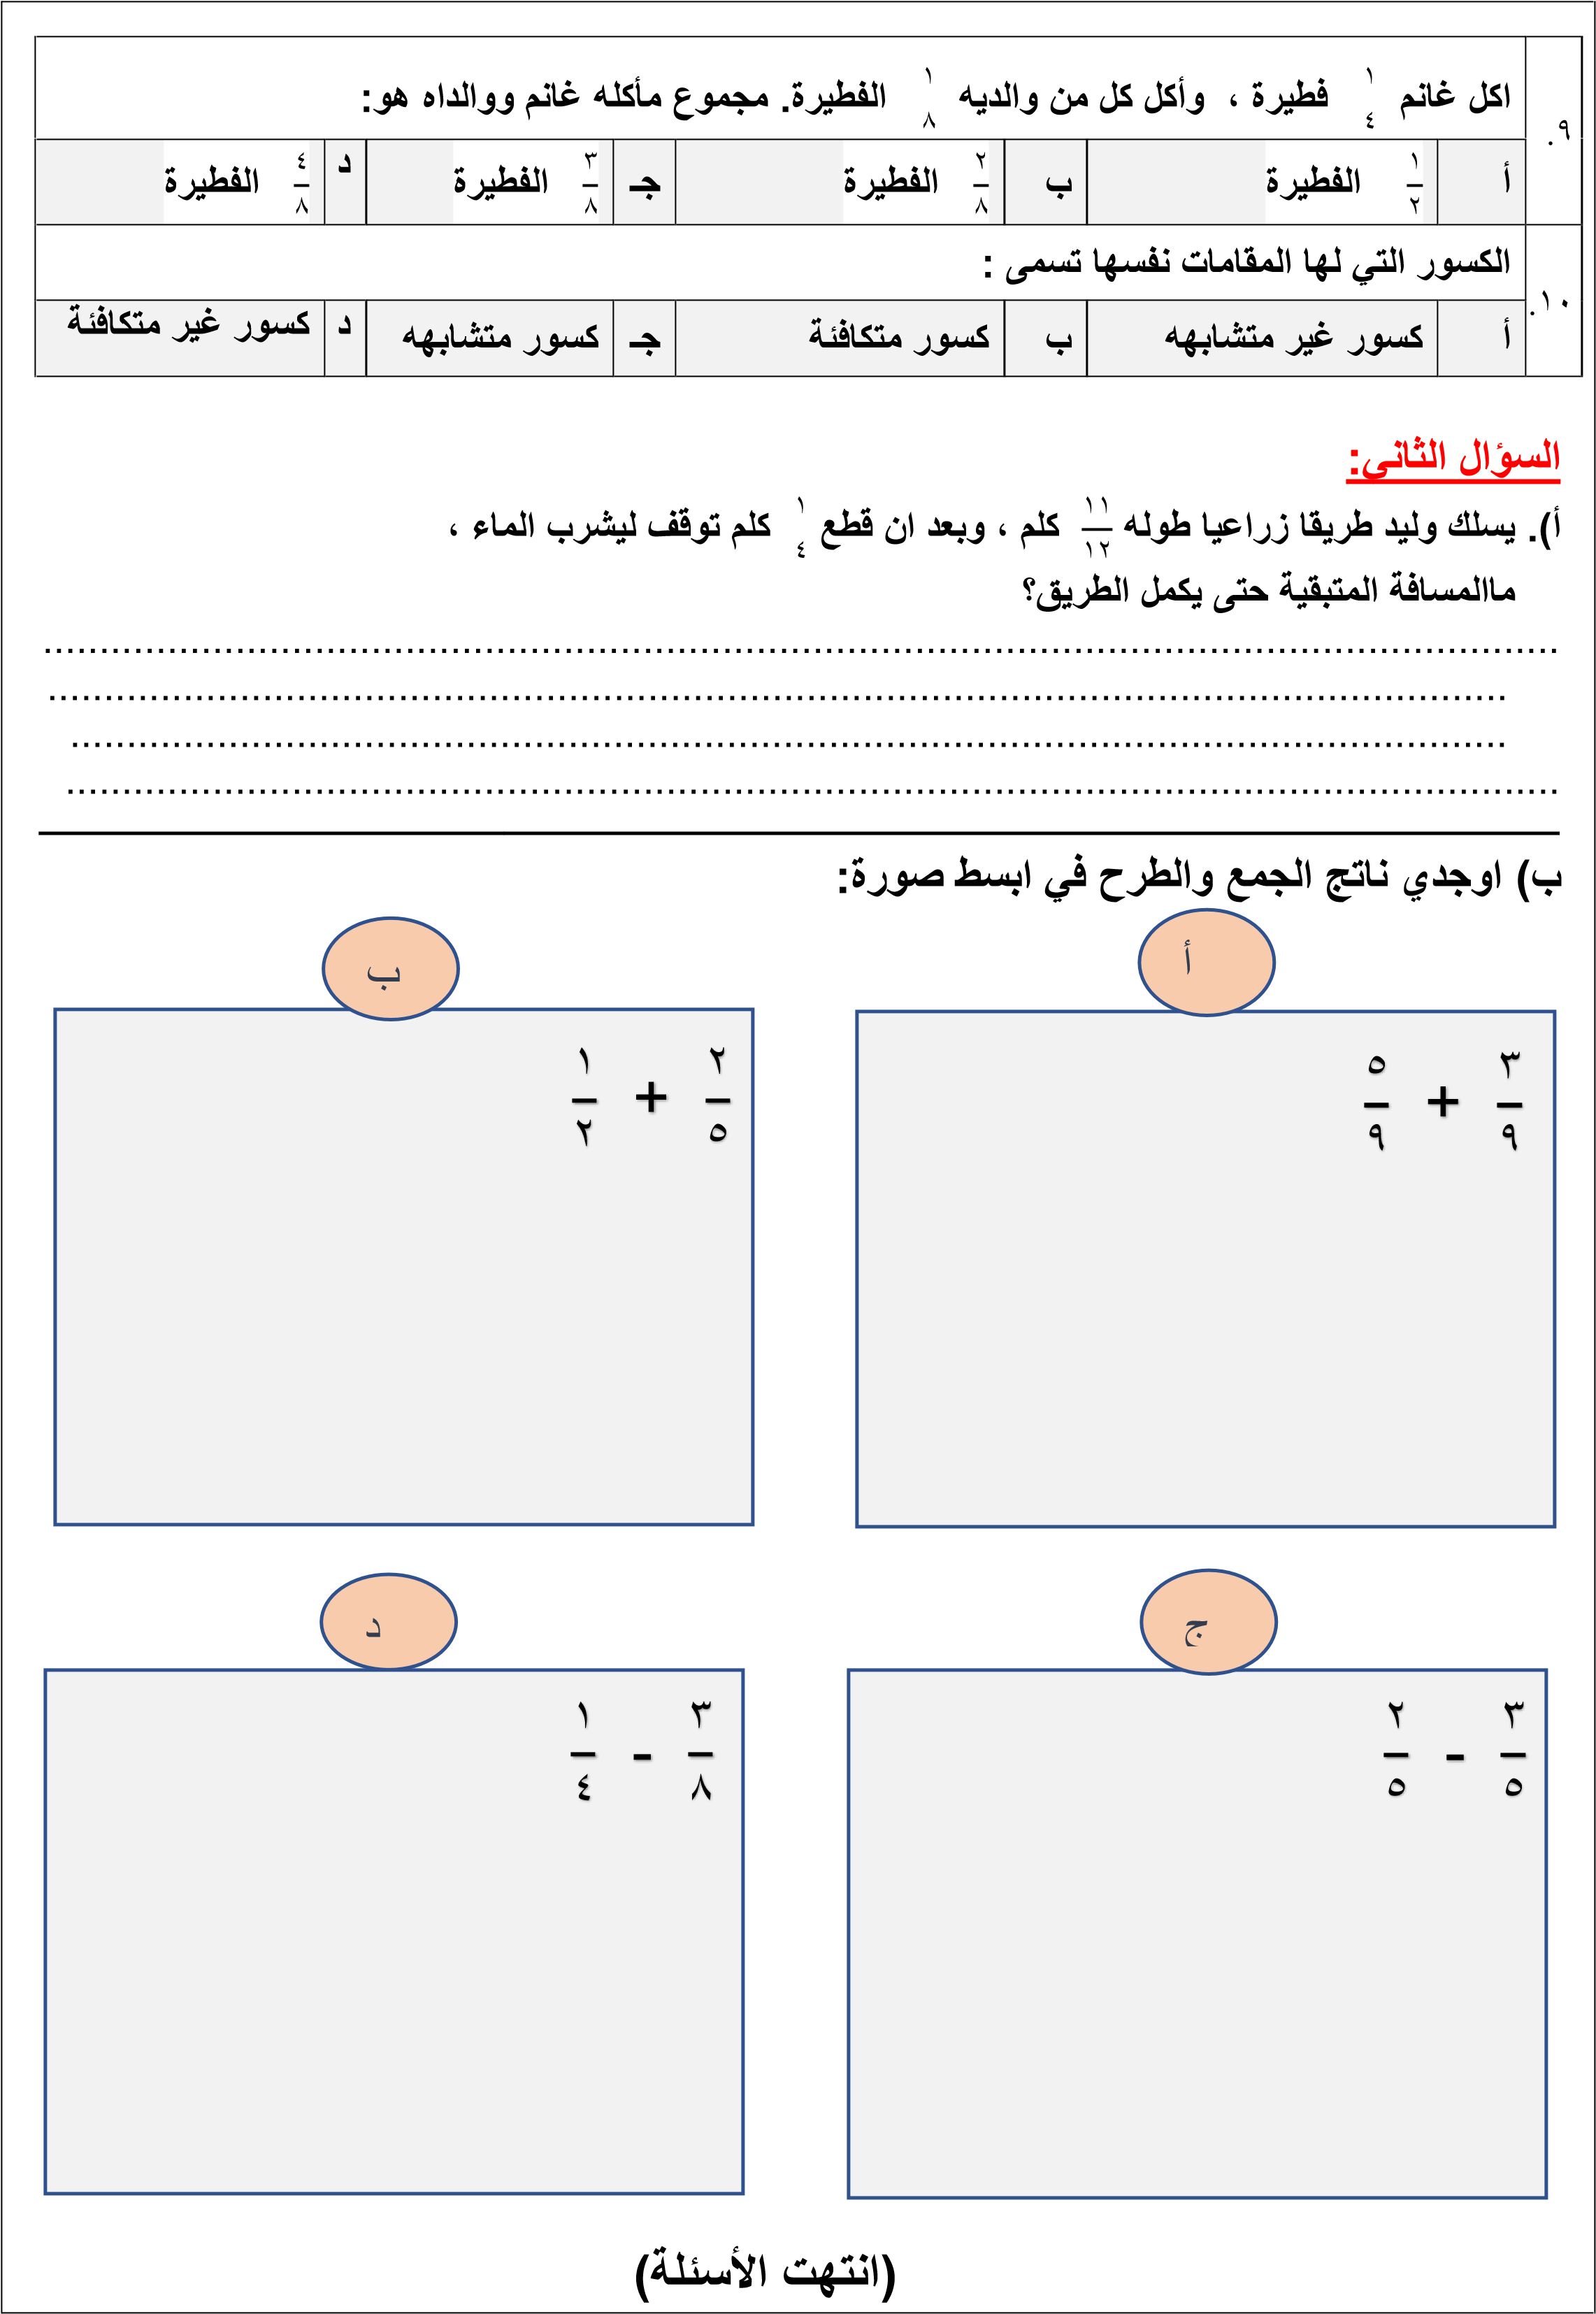 ٩. اكل غانم ١/٤ فطيرة ، وأكل كل من والديه ١/٨ الفطيرة. مجموع مأكله غانم ووالداه هو:
أ ١/٢ الفطيرة ب ٢/٨ الفطيرة جـ ٣/٨ الفطيرة د ٤/٨ الفطيرة
١٠. الكسور التي لها المقامات نفسها تسمى :
أ كسور غير متشابهه ب كسور متكافئة جـ كسور متشابهه د كسور غير متكافئة
السؤال الثاني:
أ). يسلك وليد طريقا زراعيا طوله ١١/١٢ كلم ، وبعد ان قطع ١/٤ كلم توقف ليشرب الماء ،
ماالمسافة المتبقية حتى يكمل الطريق؟
ب) اوجدي ناتج الجمع والطرح في ابسط صورة:
أ
٣/٩ + ٥/٩
ب
٢/٥ + ١/٢
ج
٣/٥ - ٢/٥
د
٣/٨ - ١/٤
(انتهت الأسئلة)